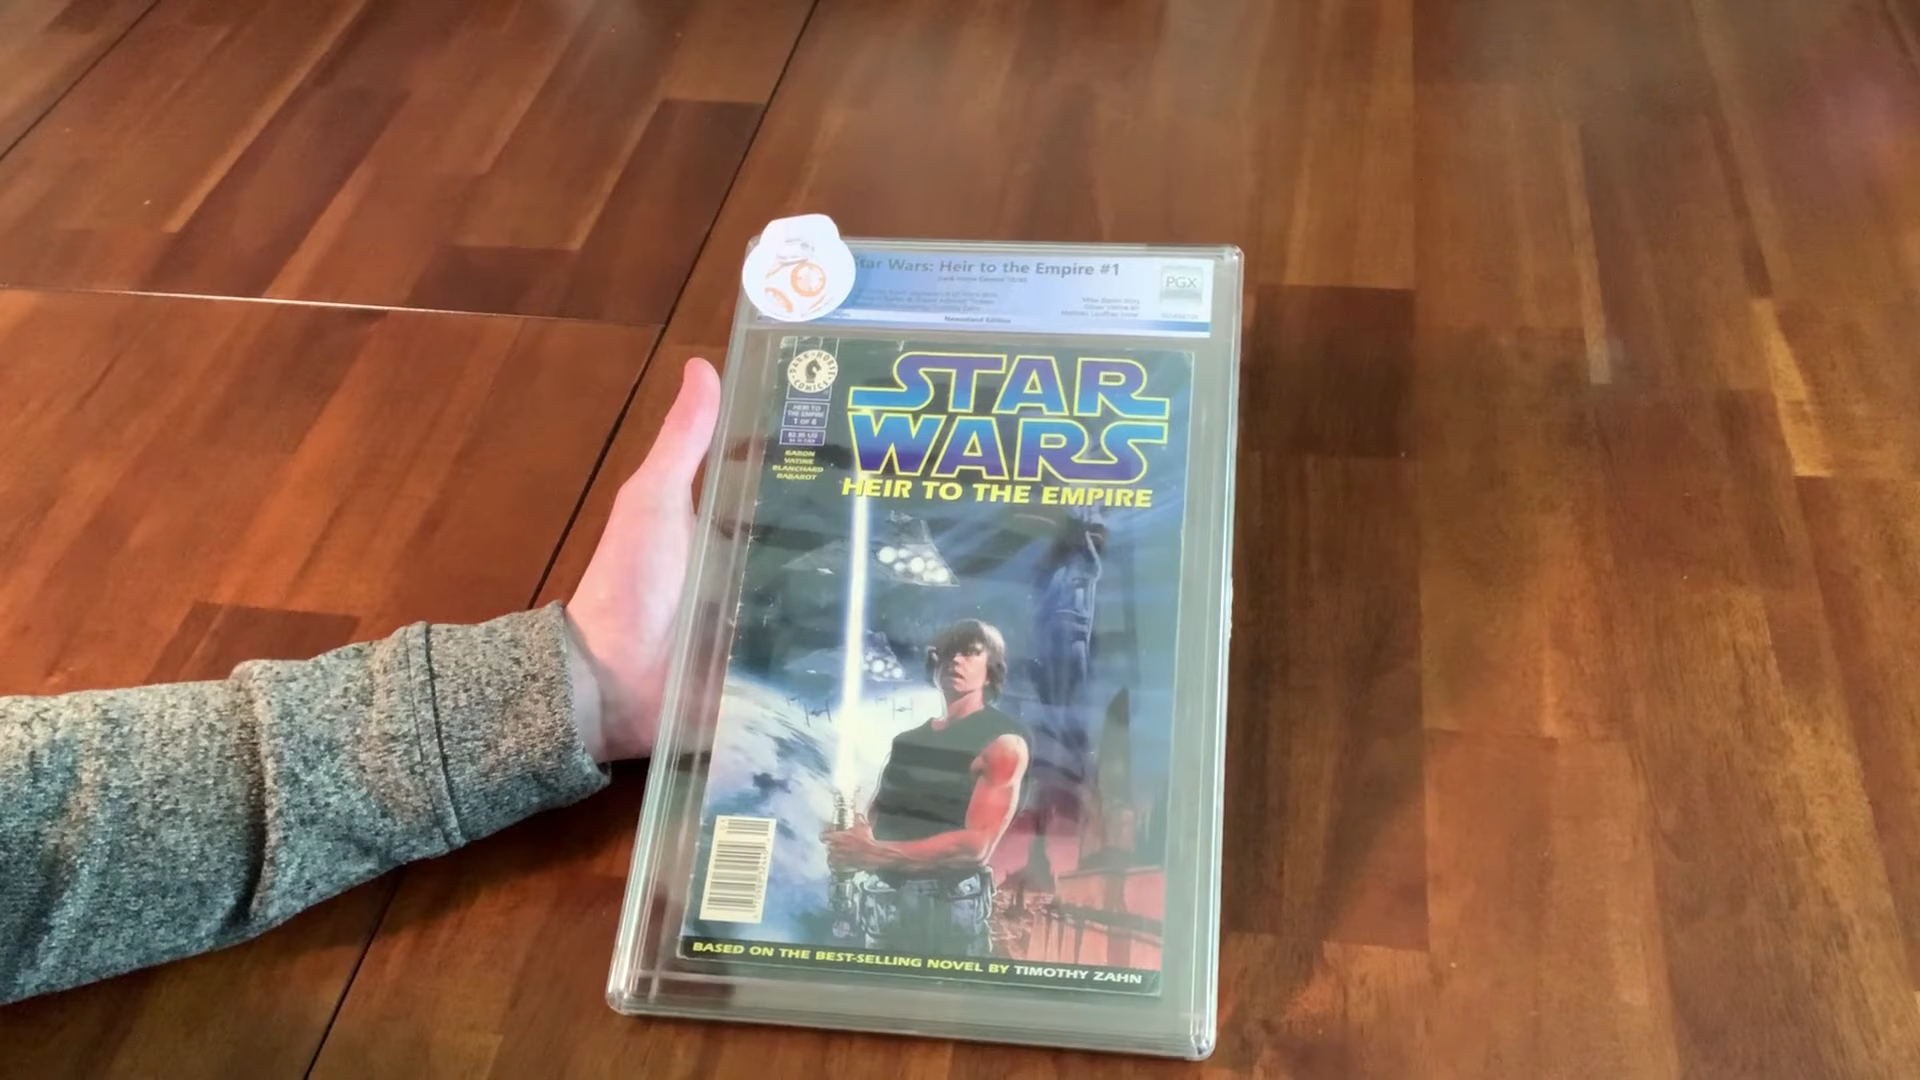 Star Wars: Heir to the Empire #1
PGX
Newsstand Edition
DARK HORSE COMICS
HEIR TO
THE EMPIRE
1 OF 6
BARON
VATINE
BLANCHARD
BABAROT
STAR
WARS
HEIR TO THE EMPIRE
BASED ON THE BEST-SELLING NOVEL BY TIMOTHY ZAHN